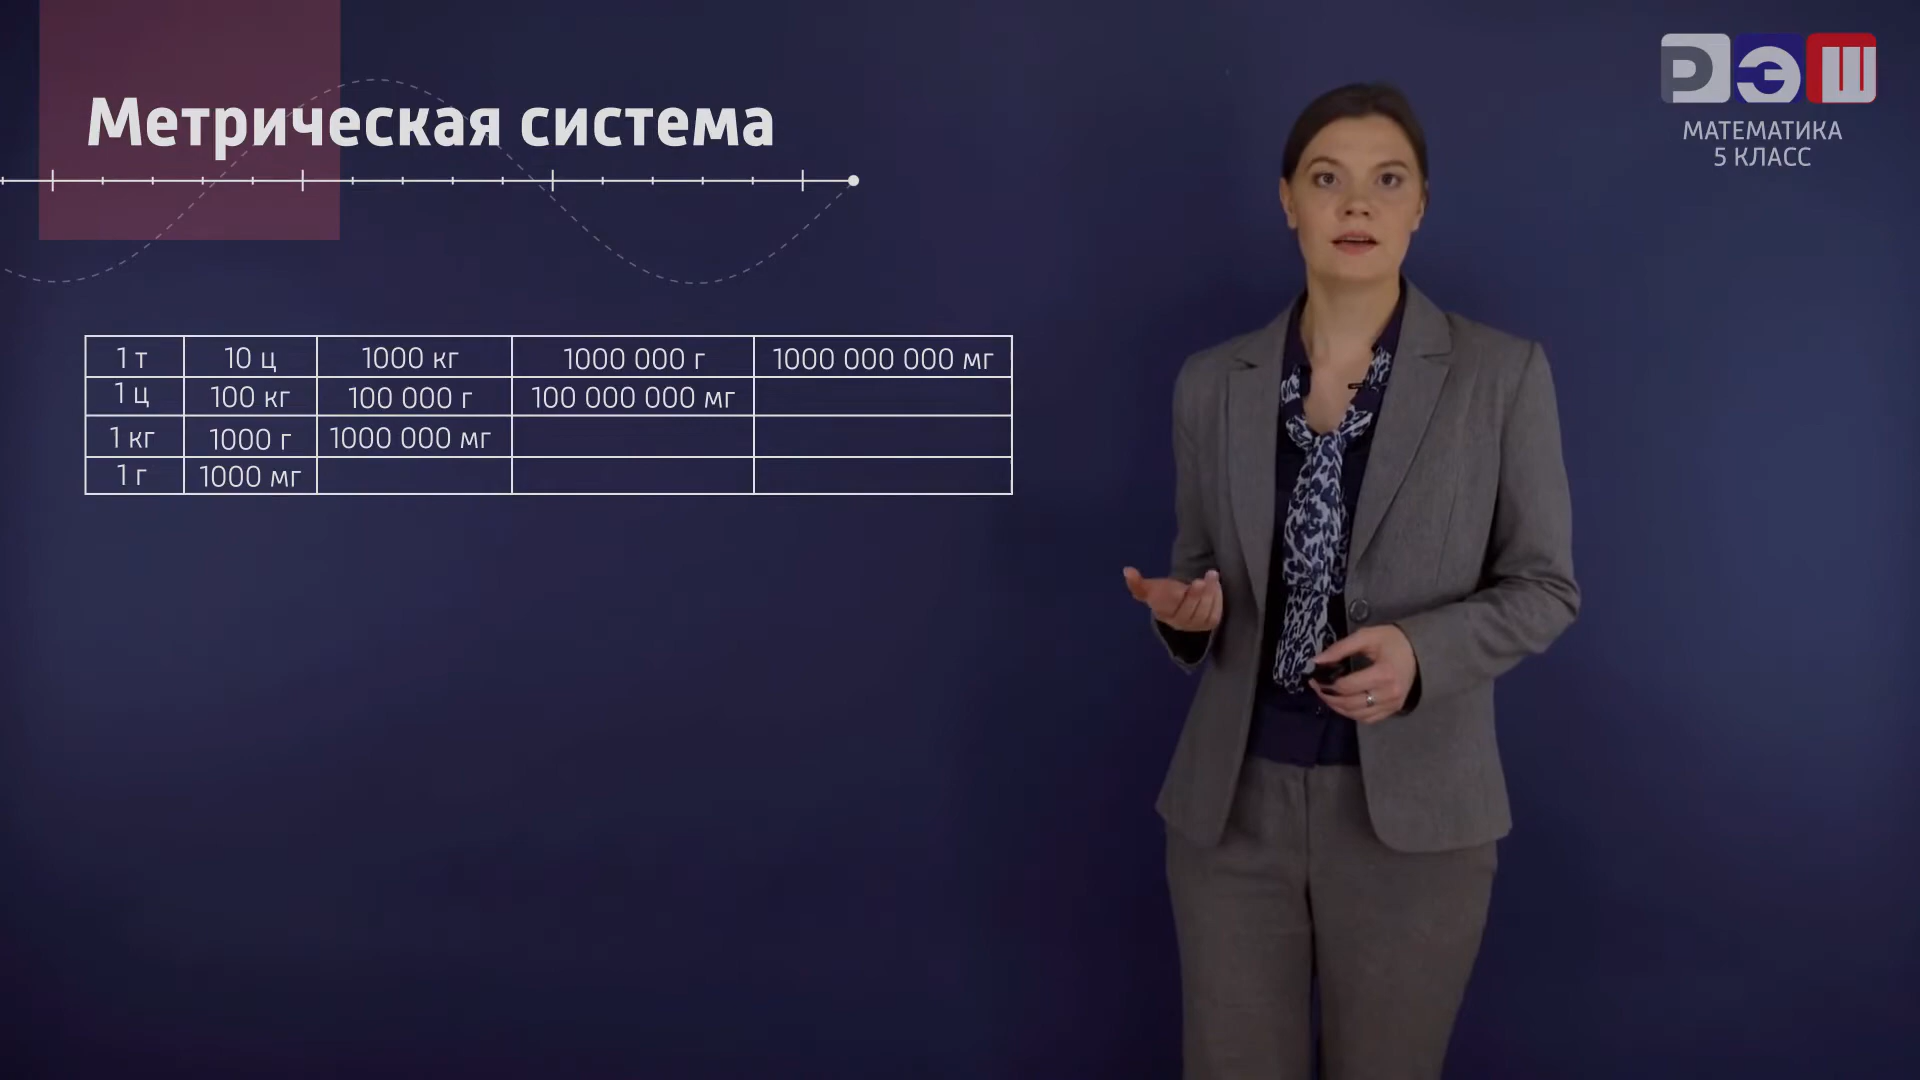 Метрическая система
РЭШ
МАТЕМАТИКА
5 КЛАСС
1 т 10 ц 1000 кг 1000 000 г 1000 000 000 мг
1 ц 100 кг 100 000 г 100 000 000 мг
1 кг 1000 г 1000 000 мг
1 г 1000 мг